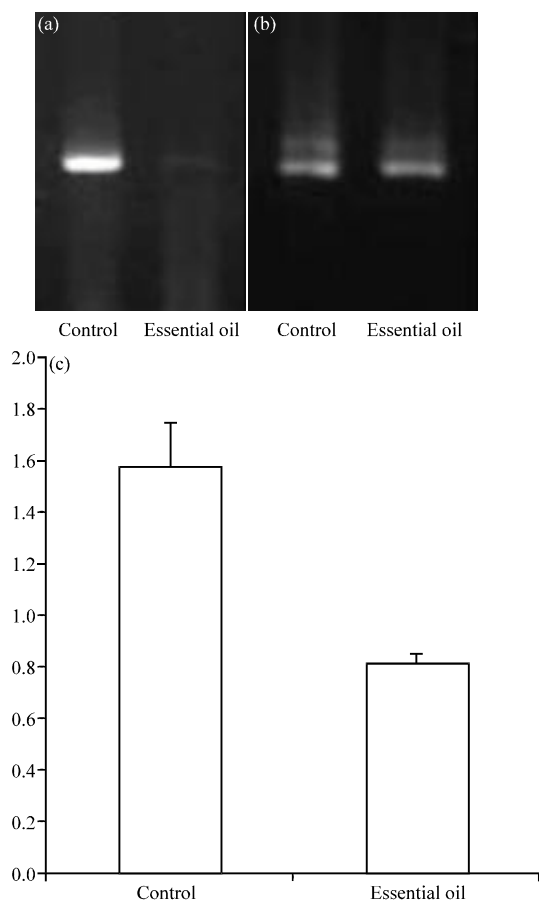 (a) (b)
Control Essential oil Control Essential oil
(c)
2.0
1.8
1.6
1.4
1.2
1.0
0.8
0.6
0.4
0.2
0.0
Control Essential oil